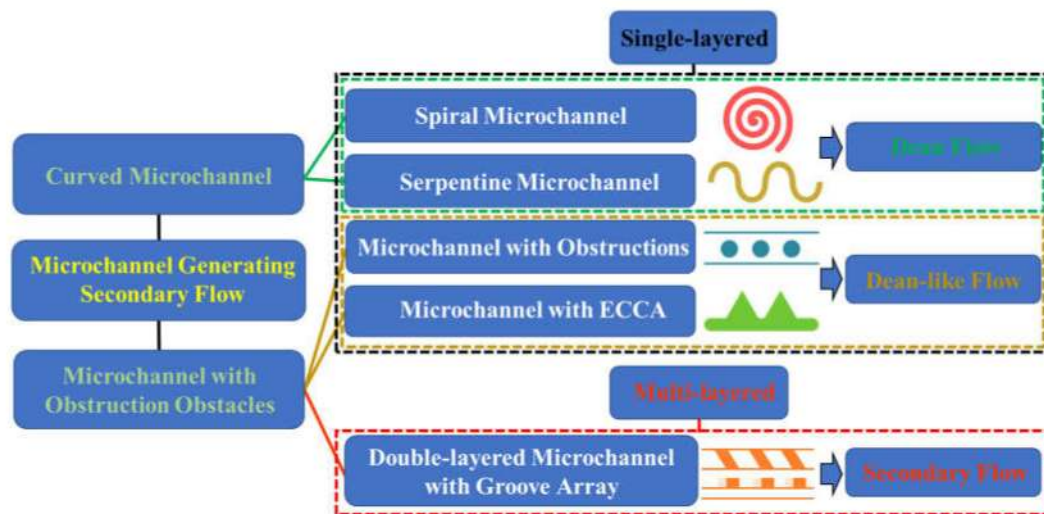 Single-layered
Spiral Microchannel
Dean Flow
Curved Microchannel
Serpentine Microchannel
Microchannel with Obstructions
Microchannel Generating
Secondary Flow
Dean-like Flow
Microchannel with ECCA
Microchannel with
Obstruction Obstacles
Multi-layered
Double-layered Microchannel
with Groove Array
Secondary Flow